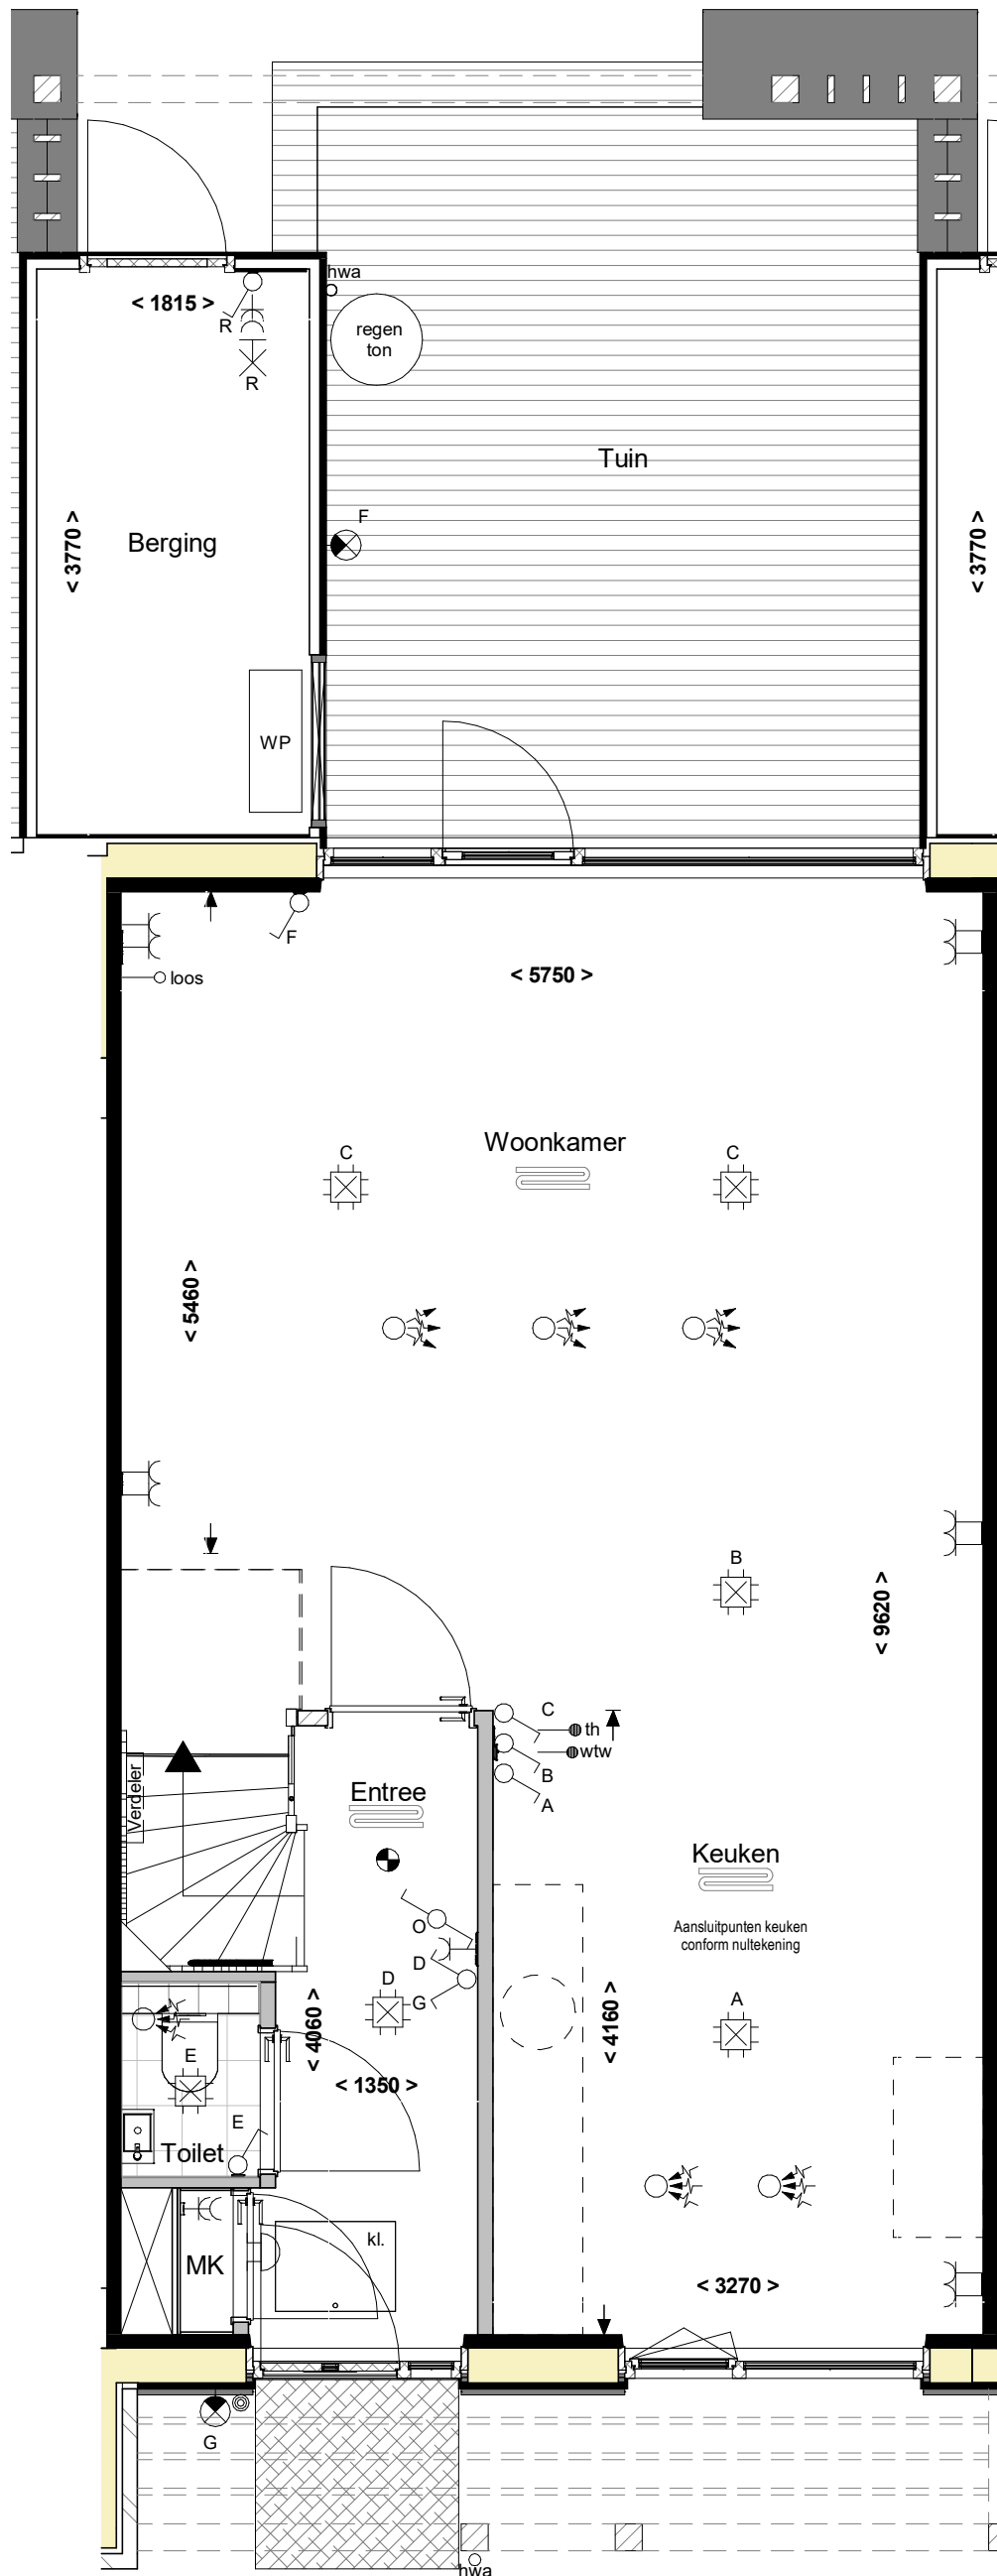 hwa
< 1815 >
R
regen
ton
R
Tuin
F
< 3770 >
Berging
< 3770 >
WP
F
loos
< 5750 >
Woonkamer
C
C
< 5460 >
B
< 9620 >
C
th
wtw
B
A
Verdeler
Entree
Keuken
Aansluitpunten keuken
conform nultekening
O
D
D
G
A
< 4060 >
< 4160 >
E
< 1350 >
E
Toilet
kl.
MK
< 3270 >
G
hwa